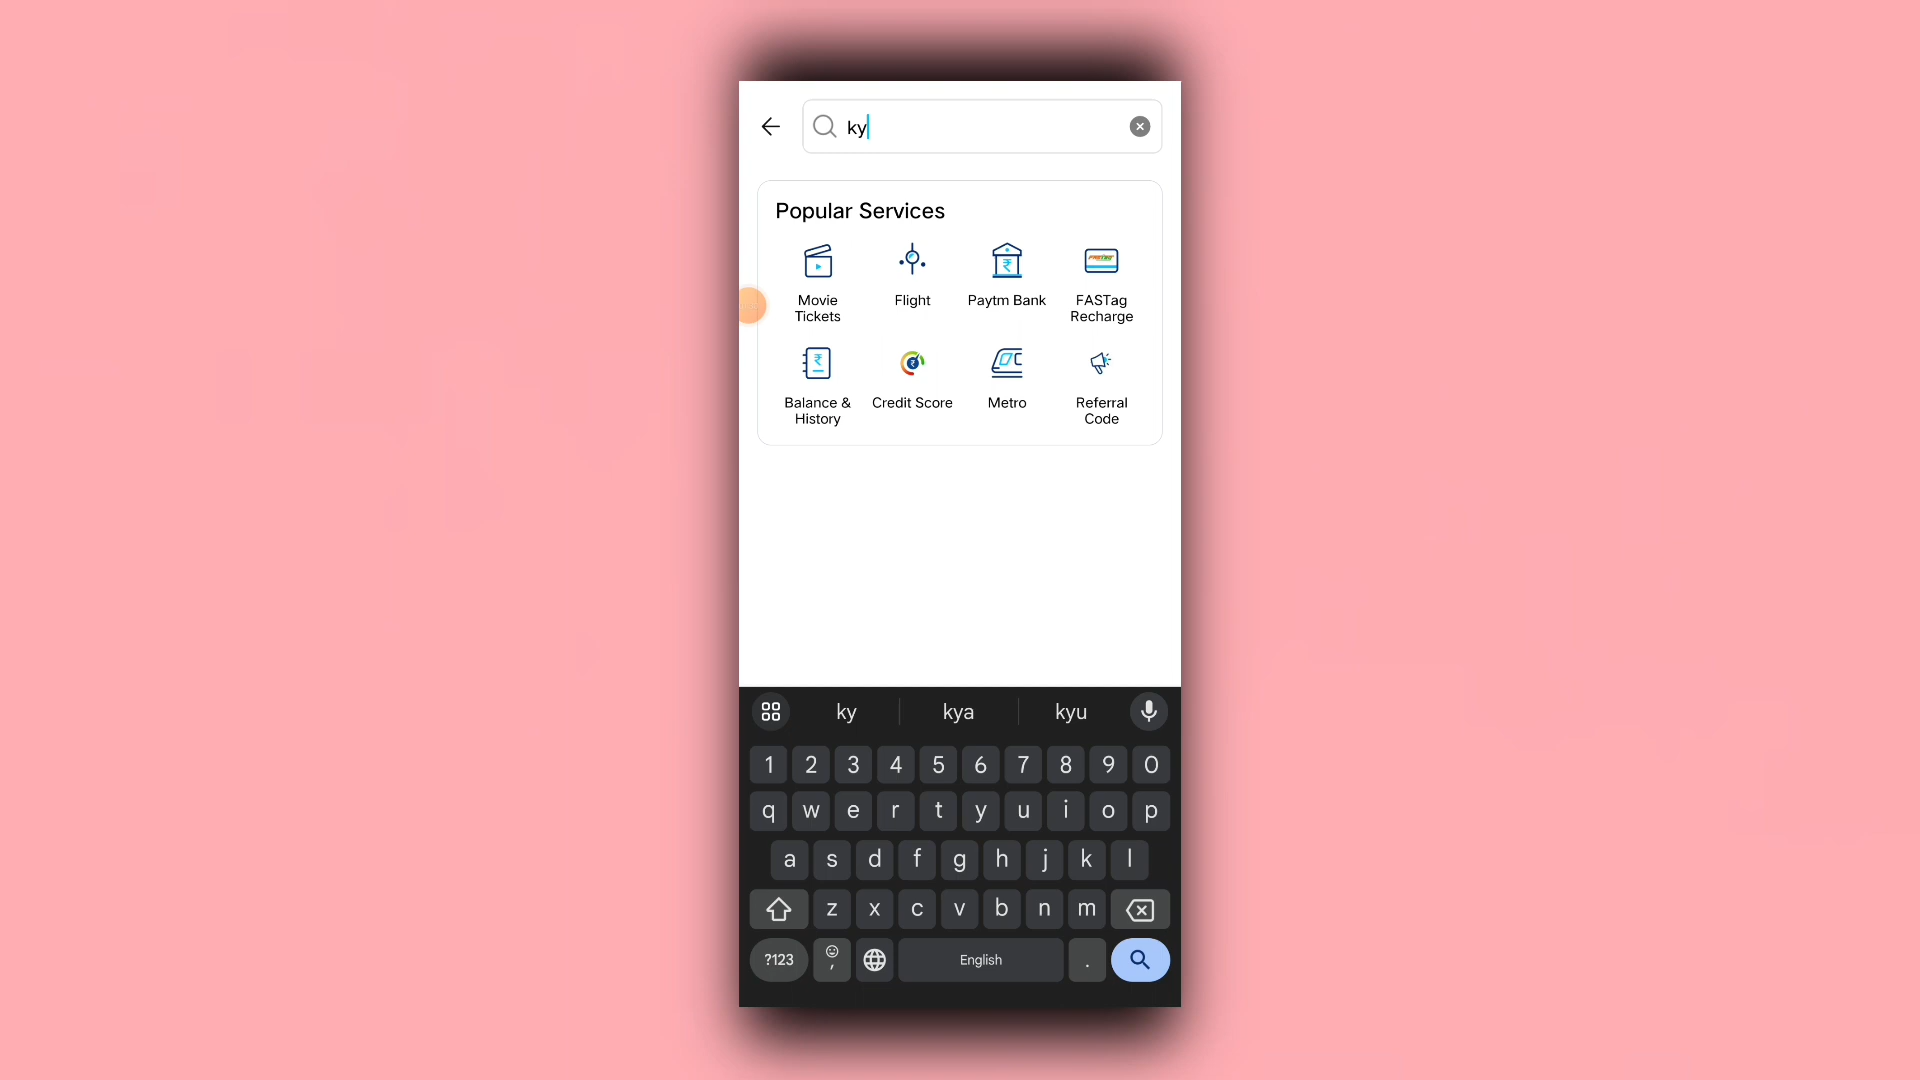 ky
Popular Services
Movie Tickets
Flight
Paytm Bank
FASTag Recharge
Balance & History
Credit Score
Metro
Referral Code
ky kya kyu
1 2 3 4 5 6 7 8 9 0
q w e r t y u i o p
a s d f g h j k l
z x c v b n m
?123 , English .